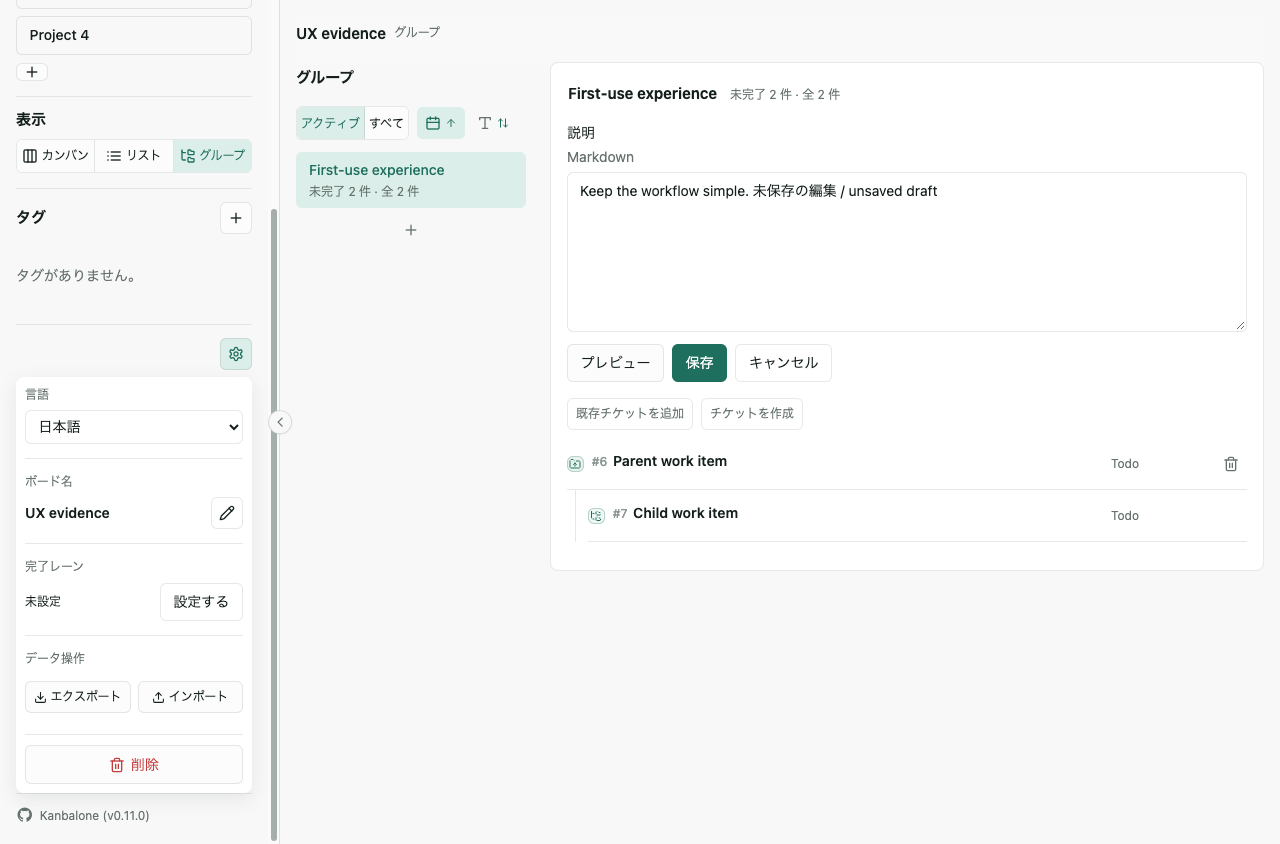 Project 4
表示
カンバン
リスト
グループ
タグ
タグがありません。
言語
日本語
ボード名
UX evidence
完了レーン
未設定
設定する
データ操作
エクスポート
インポート
削除
Kanbalone (v0.11.0)
UX evidence グループ
グループ
アクティブ すべて
First-use experience
未完了 2 件 · 全 2 件
First-use experience 未完了 2 件 · 全 2 件
説明
Markdown
Keep the workflow simple. 未保存の編集 / unsaved draft
プレビュー 保存 キャンセル
既存チケットを追加 チケットを作成
#6 Parent work item Todo
#7 Child work item Todo